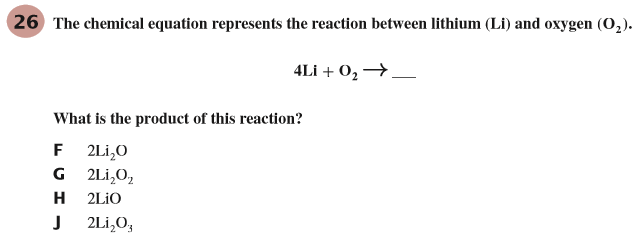 26 The chemical equation represents the reaction between lithium (Li) and oxygen (O₂).
4Li + O₂ → __
What is the product of this reaction?
F 2Li₂O
G 2Li₂O₂
H 2LiO
J 2Li₂O₃